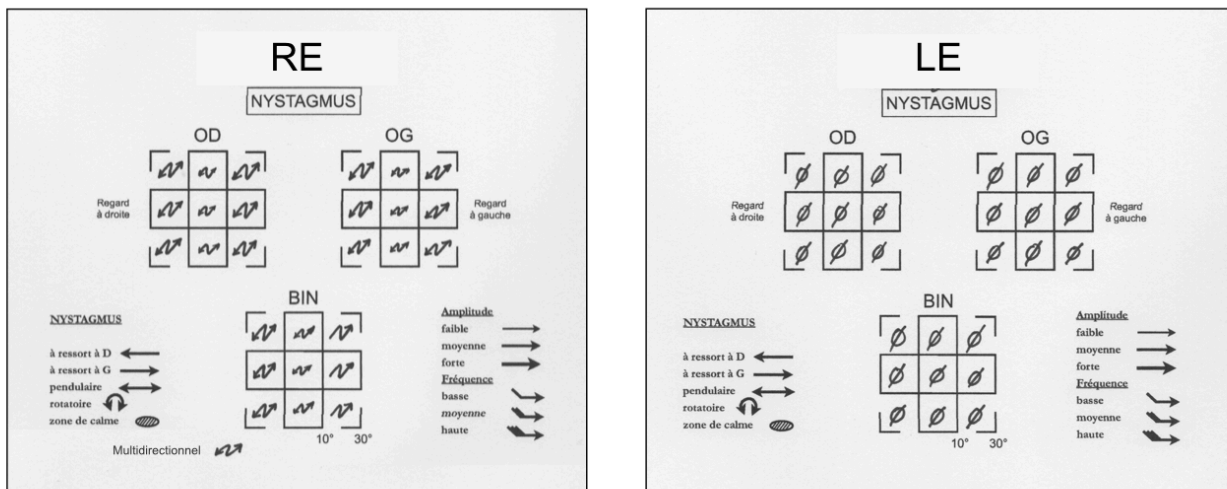 RE
NYSTAGMUS
OD OG
Regard
à droite
Regard
à gauche
BIN
NYSTAGMUS
à ressort à D
à ressort à G
pendulaire
rotatoire
zone de calme
Multidirectionnel
10° 30°
Amplitude
faible
moyenne
forte
Fréquence
basse
moyenne
haute
LE
NYSTAGMUS
OD OG
Regard
à droite
Regard
à gauche
BIN
NYSTAGMUS
à ressort à D
à ressort à G
pendulaire
rotatoire
zone de calme
10° 30°
Amplitude
faible
moyenne
forte
Fréquence
basse
moyenne
haute